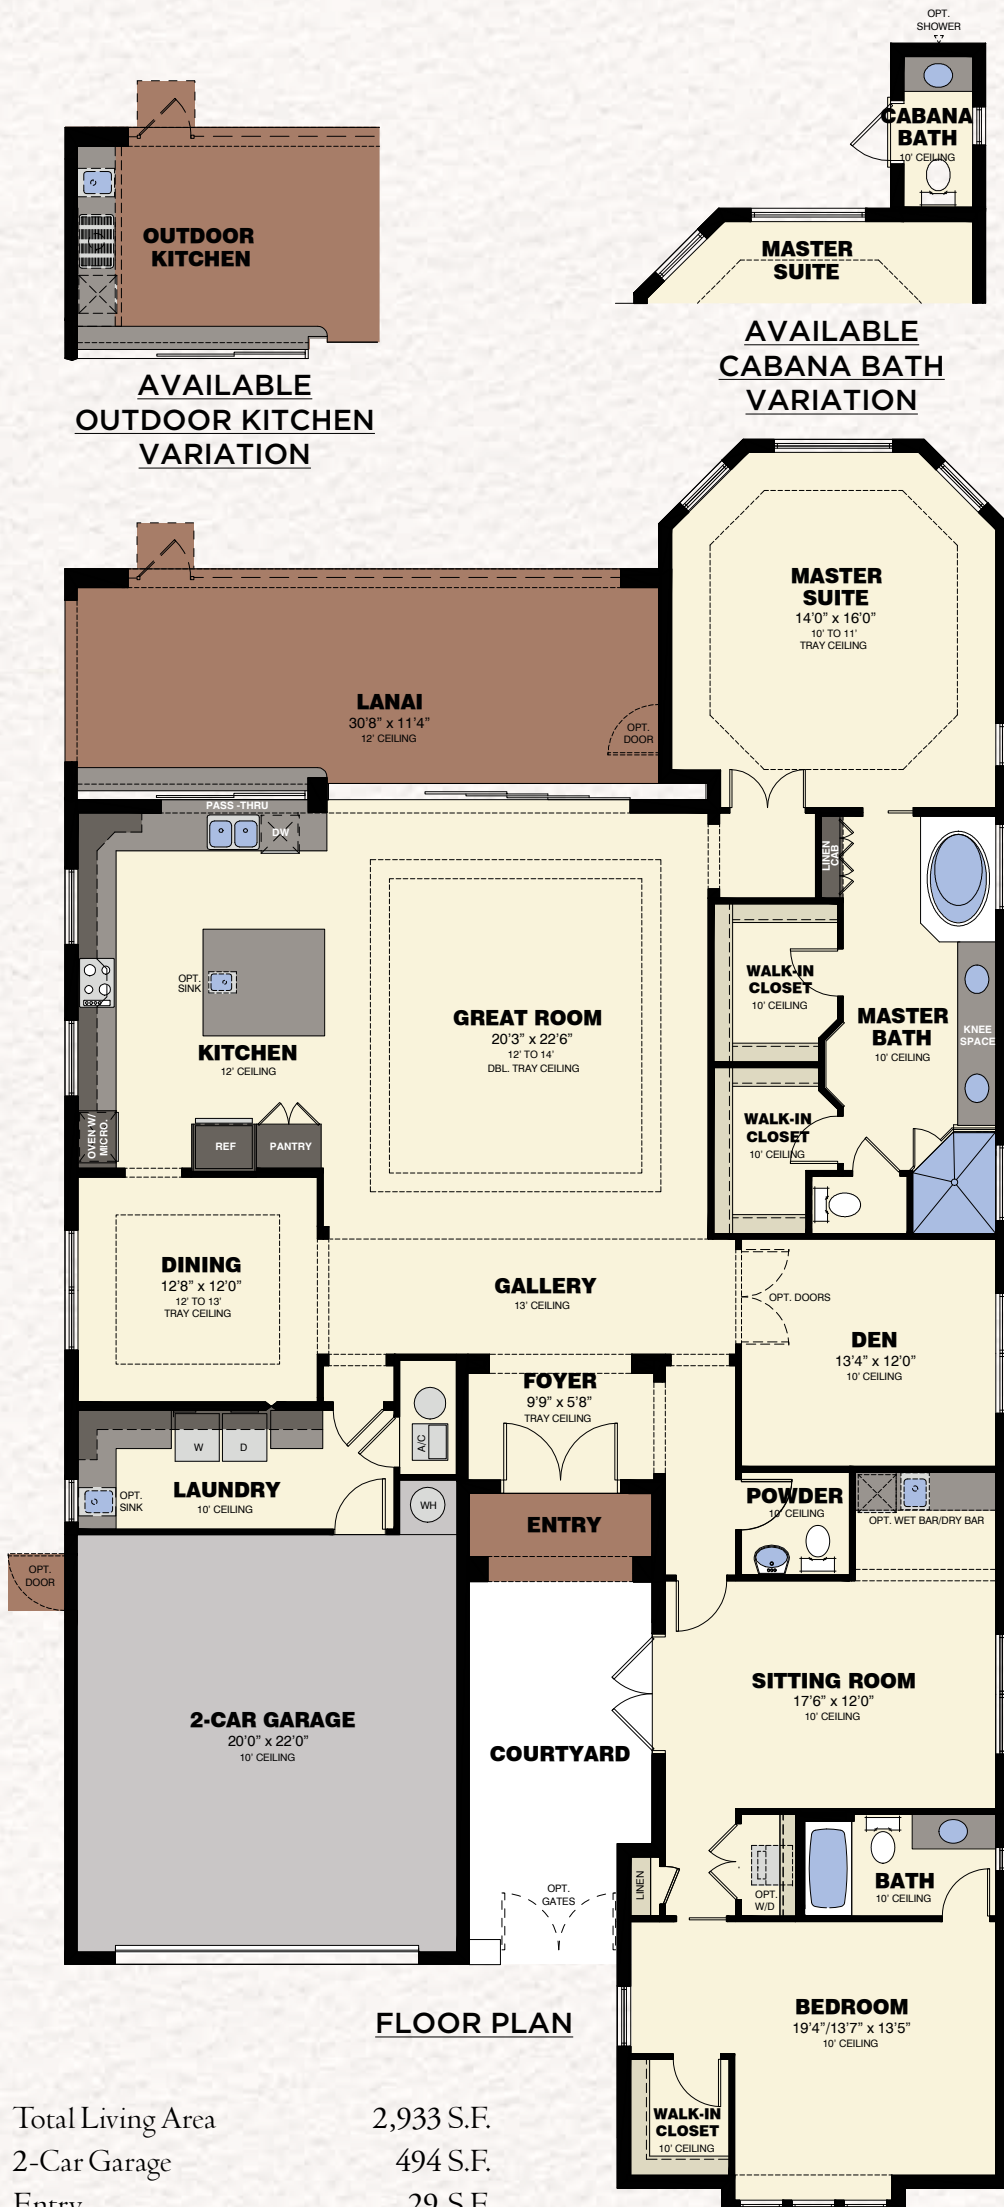 OPT.
SHOWER
CABANA
BATH
10' CEILING
MASTER
SUITE
AVAILABLE
CABANA BATH
VARIATION
OUTDOOR
KITCHEN
AVAILABLE
OUTDOOR KITCHEN
VARIATION
MASTER
SUITE
14'0" x 16'0"
10' TO 11'
TRAY CEILING
LANAI
30'8" x 11'4"
12' CEILING
OPT.
DOOR
PASS -THRU
DW
LINEN
CAB
OPT.
SINK
KITCHEN
12' CEILING
GREAT ROOM
20'3" x 22'6"
12' TO 14'
DBL. TRAY CEILING
WALK-IN
CLOSET
10' CEILING
MASTER
BATH
10' CEILING
KNEE
SPACE
OVEN W/
MICRO.
REF
PANTRY
WALK-IN
CLOSET
10' CEILING
DINING
12'8" x 12'0"
12' TO 13'
TRAY CEILING
GALLERY
13' CEILING
OPT. DOORS
DEN
13'4" x 12'0"
10' CEILING
FOYER
9'9" x 5'8"
TRAY CEILING
A/C
W
D
LAUNDRY
10' CEILING
OPT.
SINK
WH
ENTRY
POWDER
10' CEILING
OPT. WET BAR/DRY BAR
OPT.
DOOR
2-CAR GARAGE
20'0" x 22'0"
10' CEILING
COURTYARD
SITTING ROOM
17'6" x 12'0"
10' CEILING
OPT.
GATES
LINEN
OPT.
W/D
BATH
10' CEILING
BEDROOM
19'4"/13'7" x 13'5"
10' CEILING
WALK-IN
CLOSET
10' CEILING
FLOOR PLAN
Total Living Area 2,933 S.F.
2-Car Garage 494 S.F.
Entry 29 S.F.